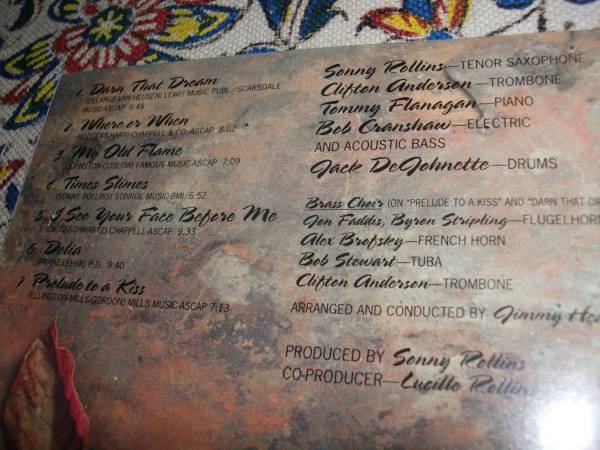 1. Darn That Dream
(DELANGE-VAN HEUSEN) LEWIS MUSIC PUBL./SCARSDALE
MUSIC-ASCAP 6:48
2. Where or When
(RODGERS-HART) CHAPPELL & CO.-ASCAP 8:02
3. My Old Flame
(JOHNSTON-COSLOW) FAMOUS MUSIC-ASCAP 7:09
4. Times Slimes
(SONNY ROLLINS) SONROL MUSIC-BMI 6:52
5. I See Your Face Before Me
(DIETZ-SCHWARTZ) CHAPPELL-ASCAP 9:33
6. Delia
(FRANZ LEHAR) P.D. 9:40
7. Prelude to a Kiss
(ELLINGTON-MILLS-GORDON) MILLS MUSIC-ASCAP 7:13
Sonny Rollins—TENOR SAXOPHONE
Clifton Anderson—TROMBONE
Tommy Flanagan—PIANO
Bob Cranshaw—ELECTRIC
AND ACOUSTIC BASS
Jack DeJohnette—DRUMS
Brass Choir (ON "PRELUDE TO A KISS" AND "DARN THAT DR
Jon Faddis, Byron Stripling—FLUGELHORN
Alex Brofsky—FRENCH HORN
Bob Stewart—TUBA
Clifton Anderson—TROMBONE
ARRANGED AND CONDUCTED BY Jimmy Hea
PRODUCED BY Sonny Rollins
CO-PRODUCER—Lucille Rollins